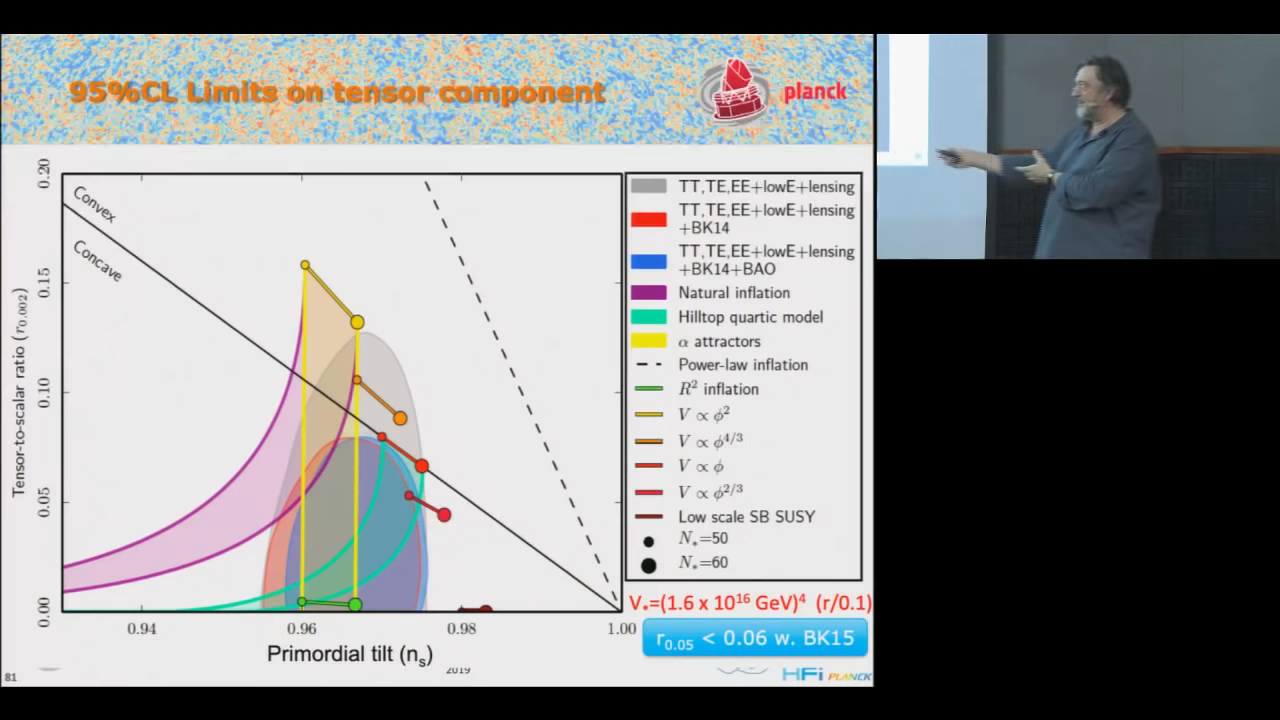 95%CL Limits on tensor component
planck
0.20
0.15
0.10
0.05
0.00
Tensor-to-scalar ratio (r0.002)
Convex
Concave
0.94
0.96
0.98
1.00
Primordial tilt (ns)
TT,TE,EE+lowE+lensing
TT,TE,EE+lowE+lensing
+BK14
TT,TE,EE+lowE+lensing
+BK14+BAO
Natural inflation
Hilltop quartic model
α attractors
Power-law inflation
R² inflation
V ∝ ϕ²
V ∝ ϕ^4/3
V ∝ ϕ
V ∝ ϕ^2/3
Low scale SB SUSY
N*=50
N*=60
V*=(1.6 x 10¹⁶ GeV)⁴ (r/0.1)
r0.05 < 0.06 w. BK15
81
2019
HFi PLANCK